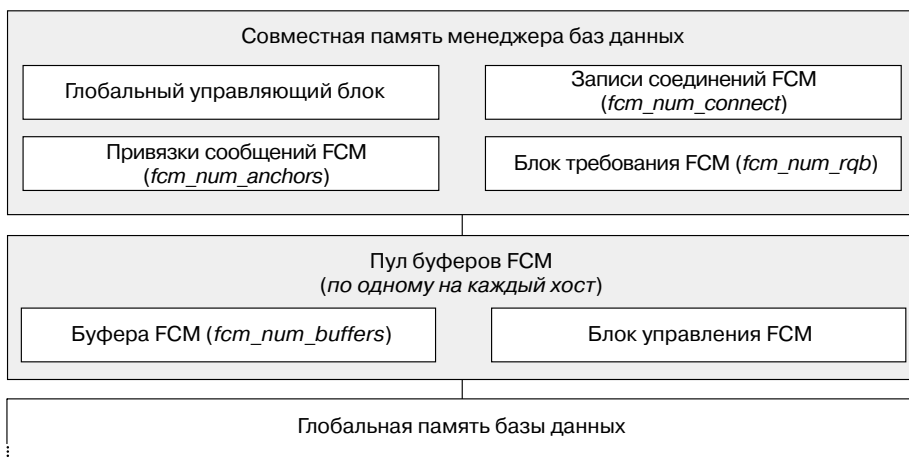 Совместная память менеджера баз данных
Глобальный управляющий блок
Записи соединений FCM
(fcm_num_connect)
Привязки сообщений FCM
(fcm_num_anchors)
Блок требования FCM (fcm_num_rqb)
Пул буферов FCM
(по одному на каждый хост)
Буфера FCM (fcm_num_buffers)
Блок управления FCM
Глобальная память базы данных